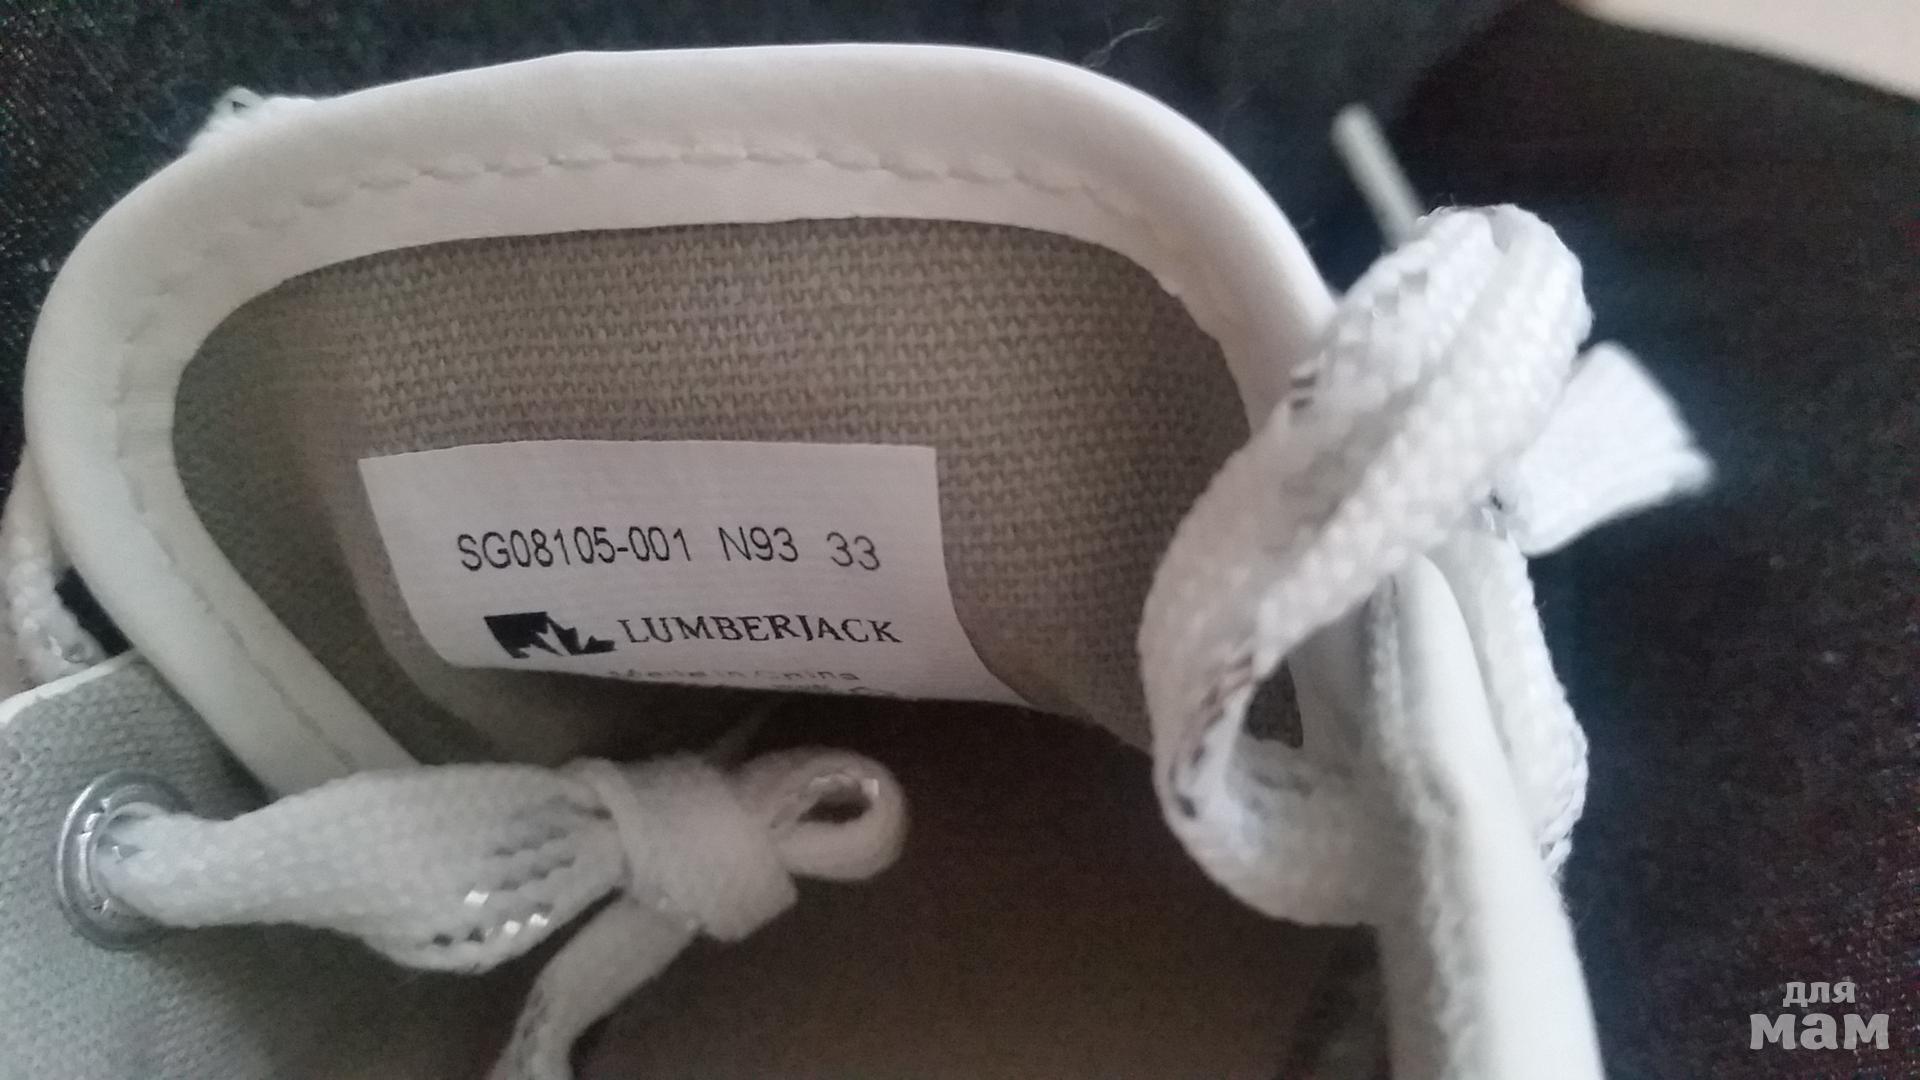 SG08105-001 N93 33
LUMBERJACK
Made in China
для
мам